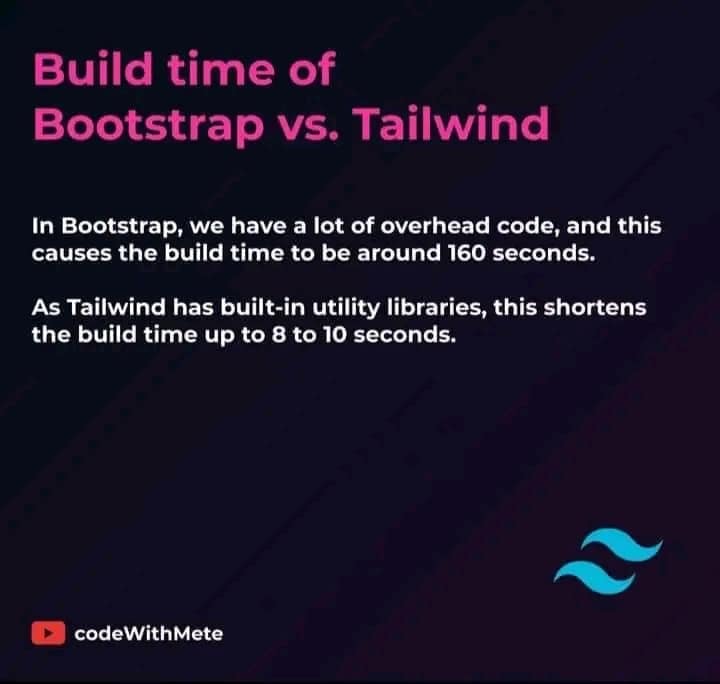 Build time of
Bootstrap vs. Tailwind
In Bootstrap, we have a lot of overhead code, and this
causes the build time to be around 160 seconds.
As Tailwind has built-in utility libraries, this shortens
the build time up to 8 to 10 seconds.
codeWithMete